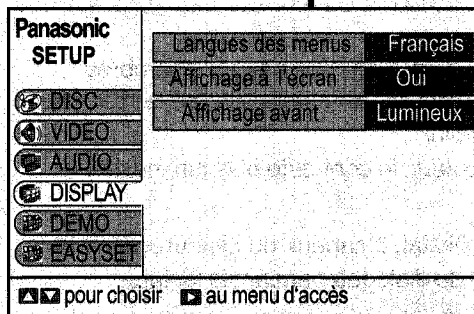 Panasonic
SETUP
DISC
VIDEO
AUDIO
DISPLAY
DEMO
EASYSET
Langues des menus Français
Affichage à l'écran Oui
Affichage avant Lumineux
pour choisir au menu d'accès